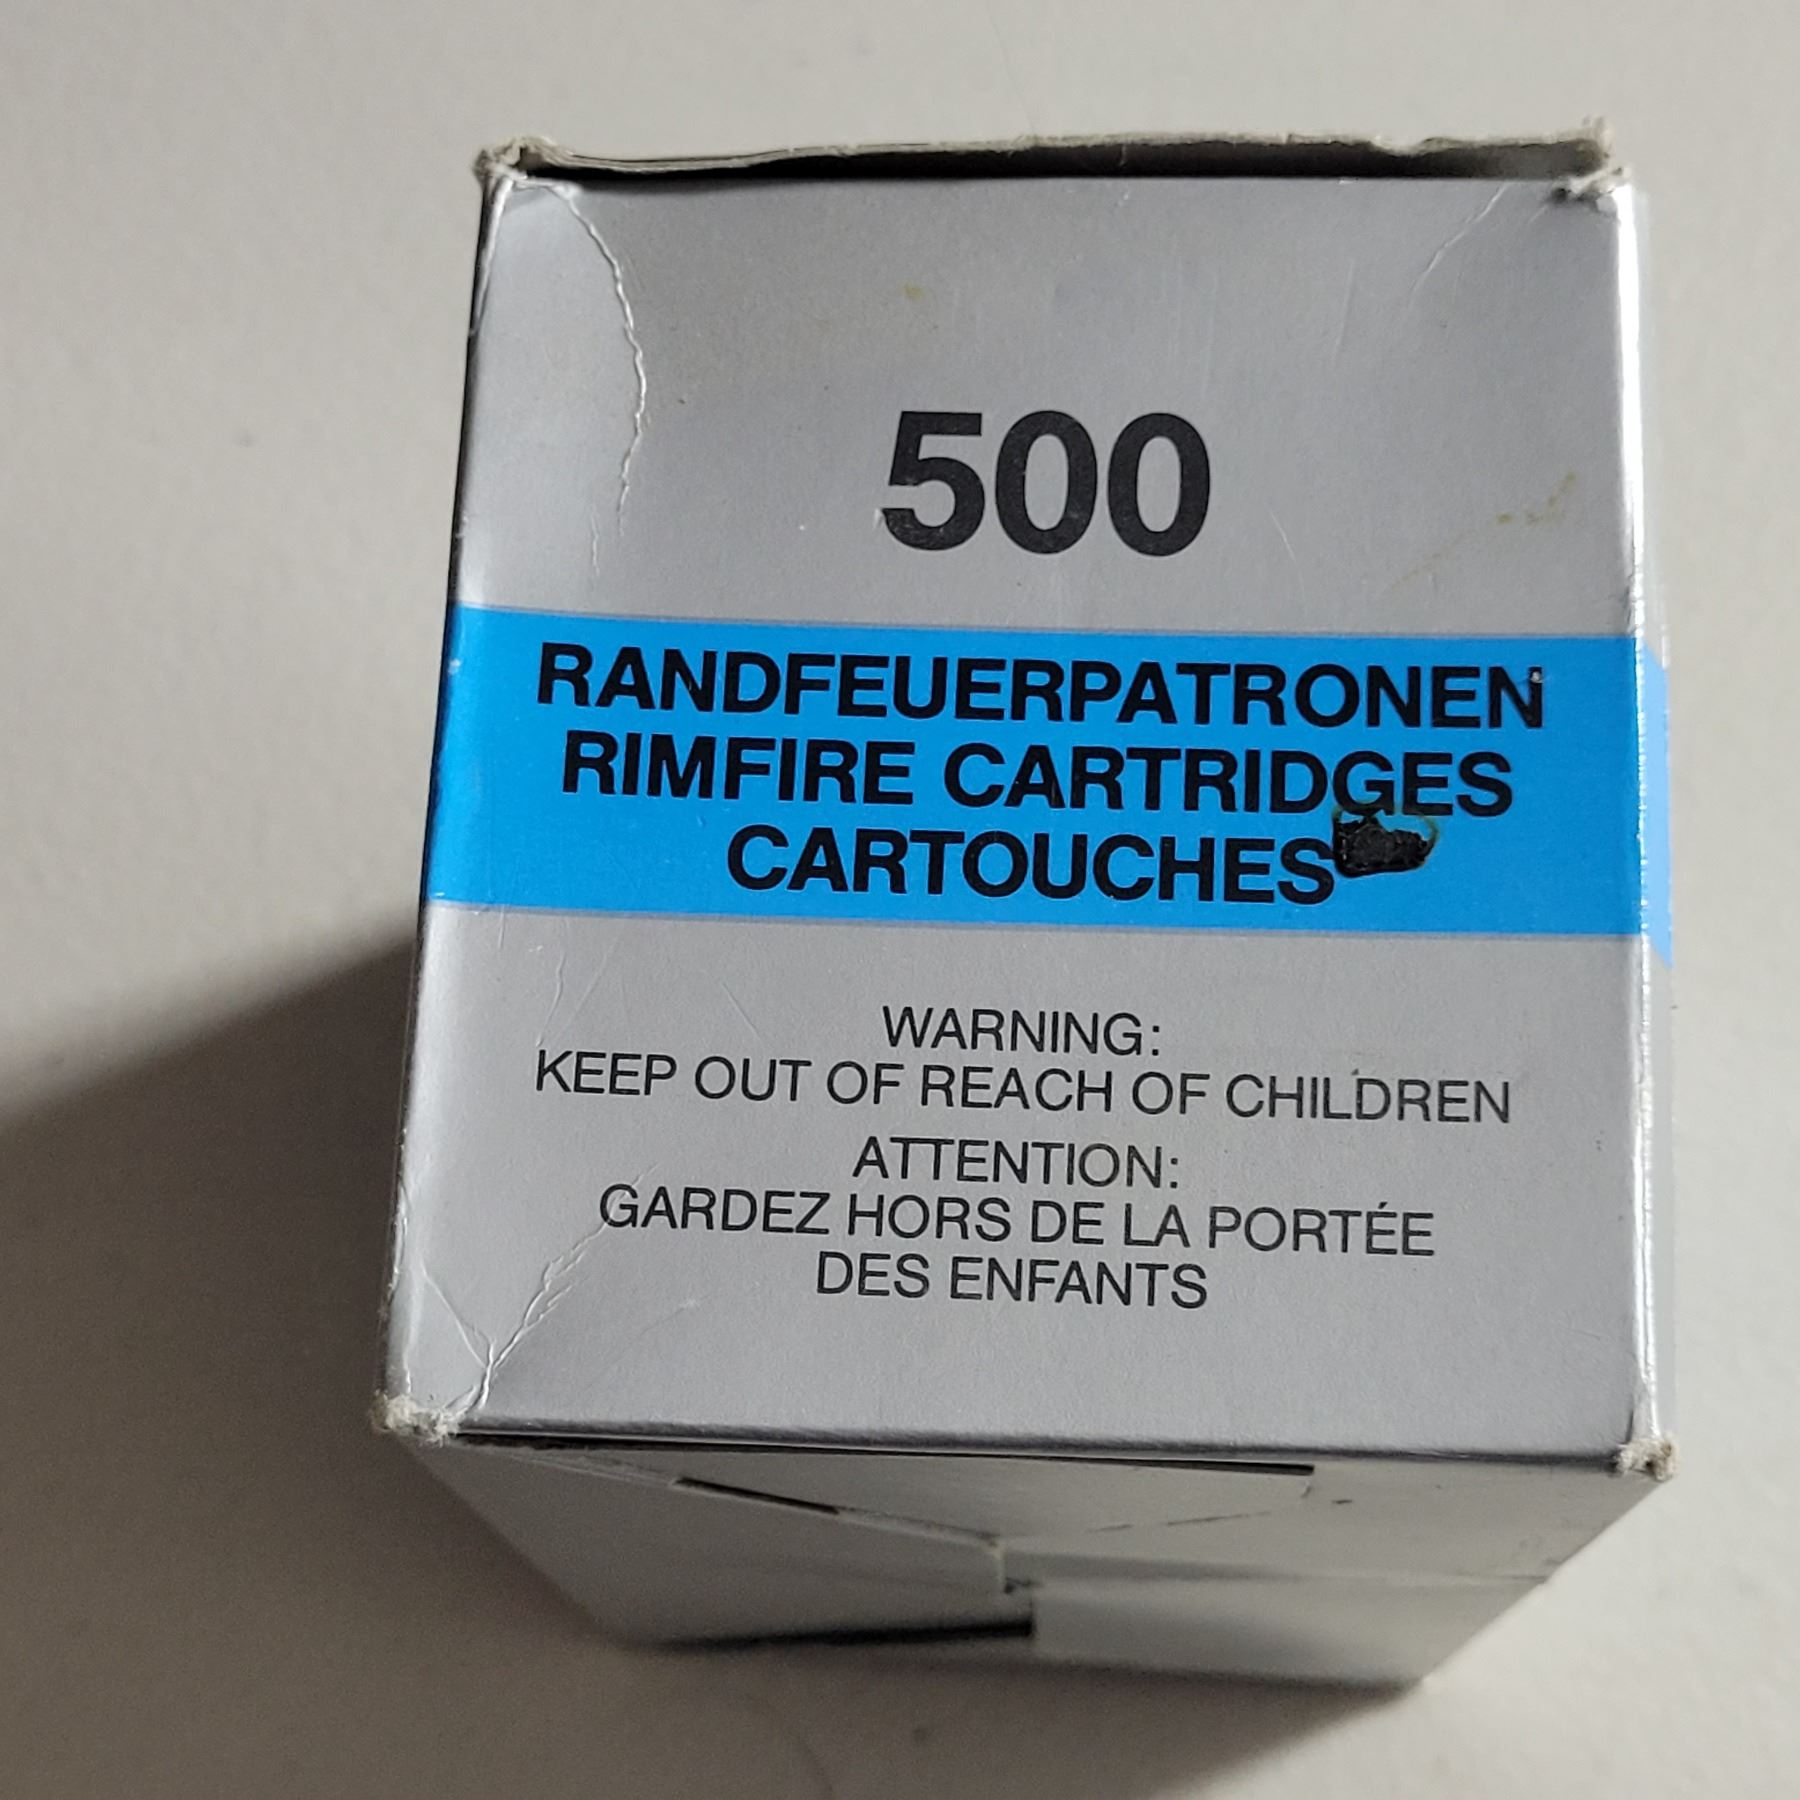 500
RANDFEUERPATRONEN
RIMFIRE CARTRIDGES
CARTOUCHES
WARNING:
KEEP OUT OF REACH OF CHILDREN
ATTENTION:
GARDEZ HORS DE LA PORTÉE
DES ENFANTS